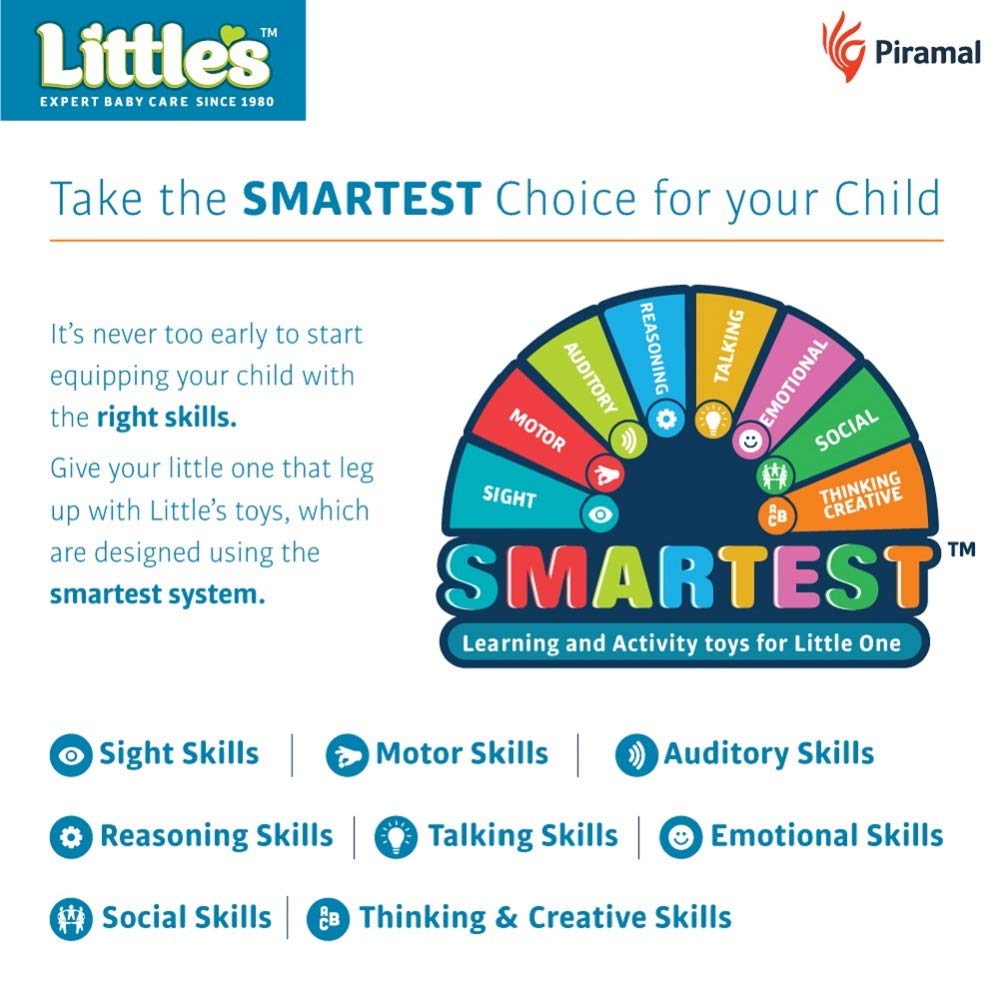 Little's™
EXPERT BABY CARE SINCE 1980
Piramal
Take the SMARTEST Choice for your Child
It's never too early to start
equipping your child with
the right skills.
Give your little one that leg
up with Little's toys, which
are designed using the
smartest system.
SIGHT
MOTOR
AUDITORY
REASONING
TALKING
EMOTIONAL
SOCIAL
THINKING
CREATIVE
A
CB
SMARTEST™
Learning and Activity toys for Little One
Sight Skills | Motor Skills | Auditory Skills
Reasoning Skills | Talking Skills | Emotional Skills
Social Skills | A CB Thinking & Creative Skills